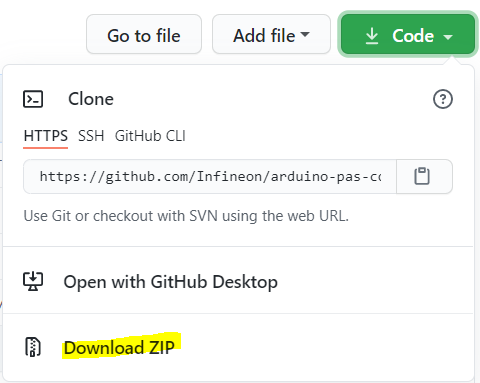 Go to file
Add file
Code
Clone
HTTPS SSH GitHub CLI
https://github.com/Infineon/arduino-pas-co
Use Git or checkout with SVN using the web URL.
Open with GitHub Desktop
Download ZIP